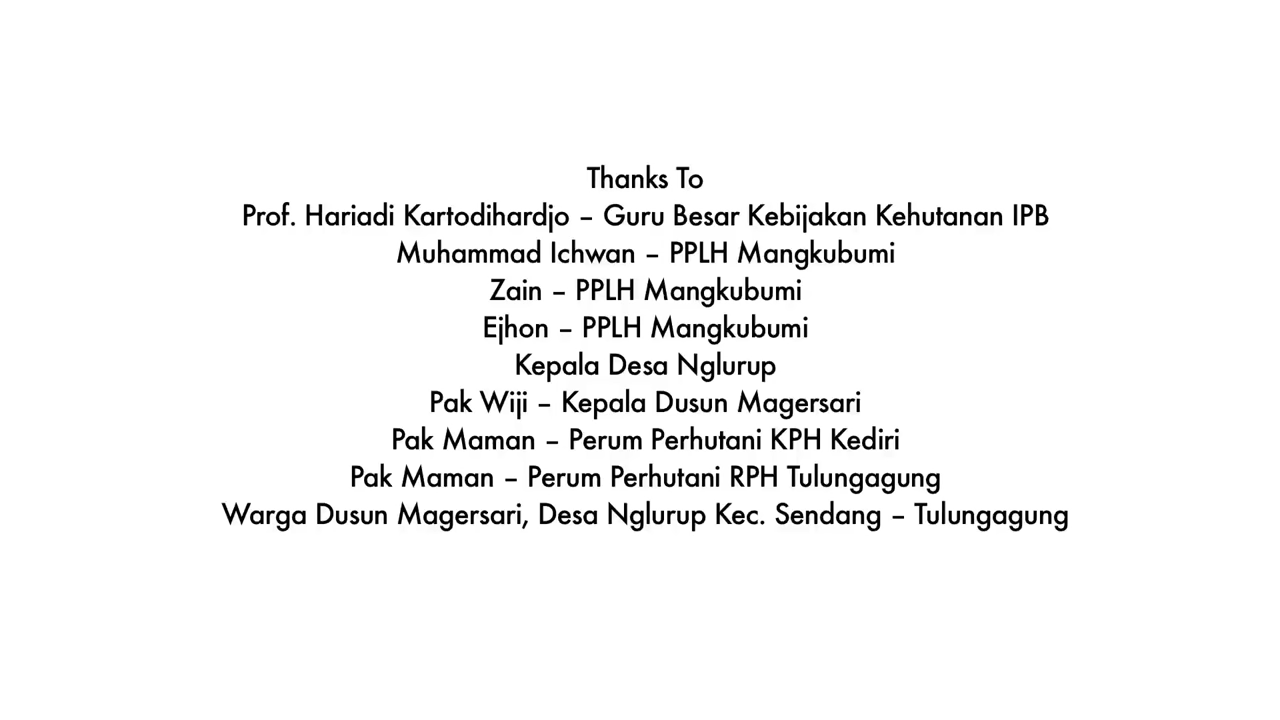 Thanks To
Prof. Hariadi Kartodihardjo – Guru Besar Kebijakan Kehutanan IPB
Muhammad Ichwan – PPLH Mangkubumi
Zain – PPLH Mangkubumi
Ejhon – PPLH Mangkubumi
Kepala Desa Nglurup
Pak Wiji – Kepala Dusun Magersari
Pak Maman – Perum Perhutani KPH Kediri
Pak Maman – Perum Perhutani RPH Tulungagung
Warga Dusun Magersari, Desa Nglurup Kec. Sendang – Tulungagung